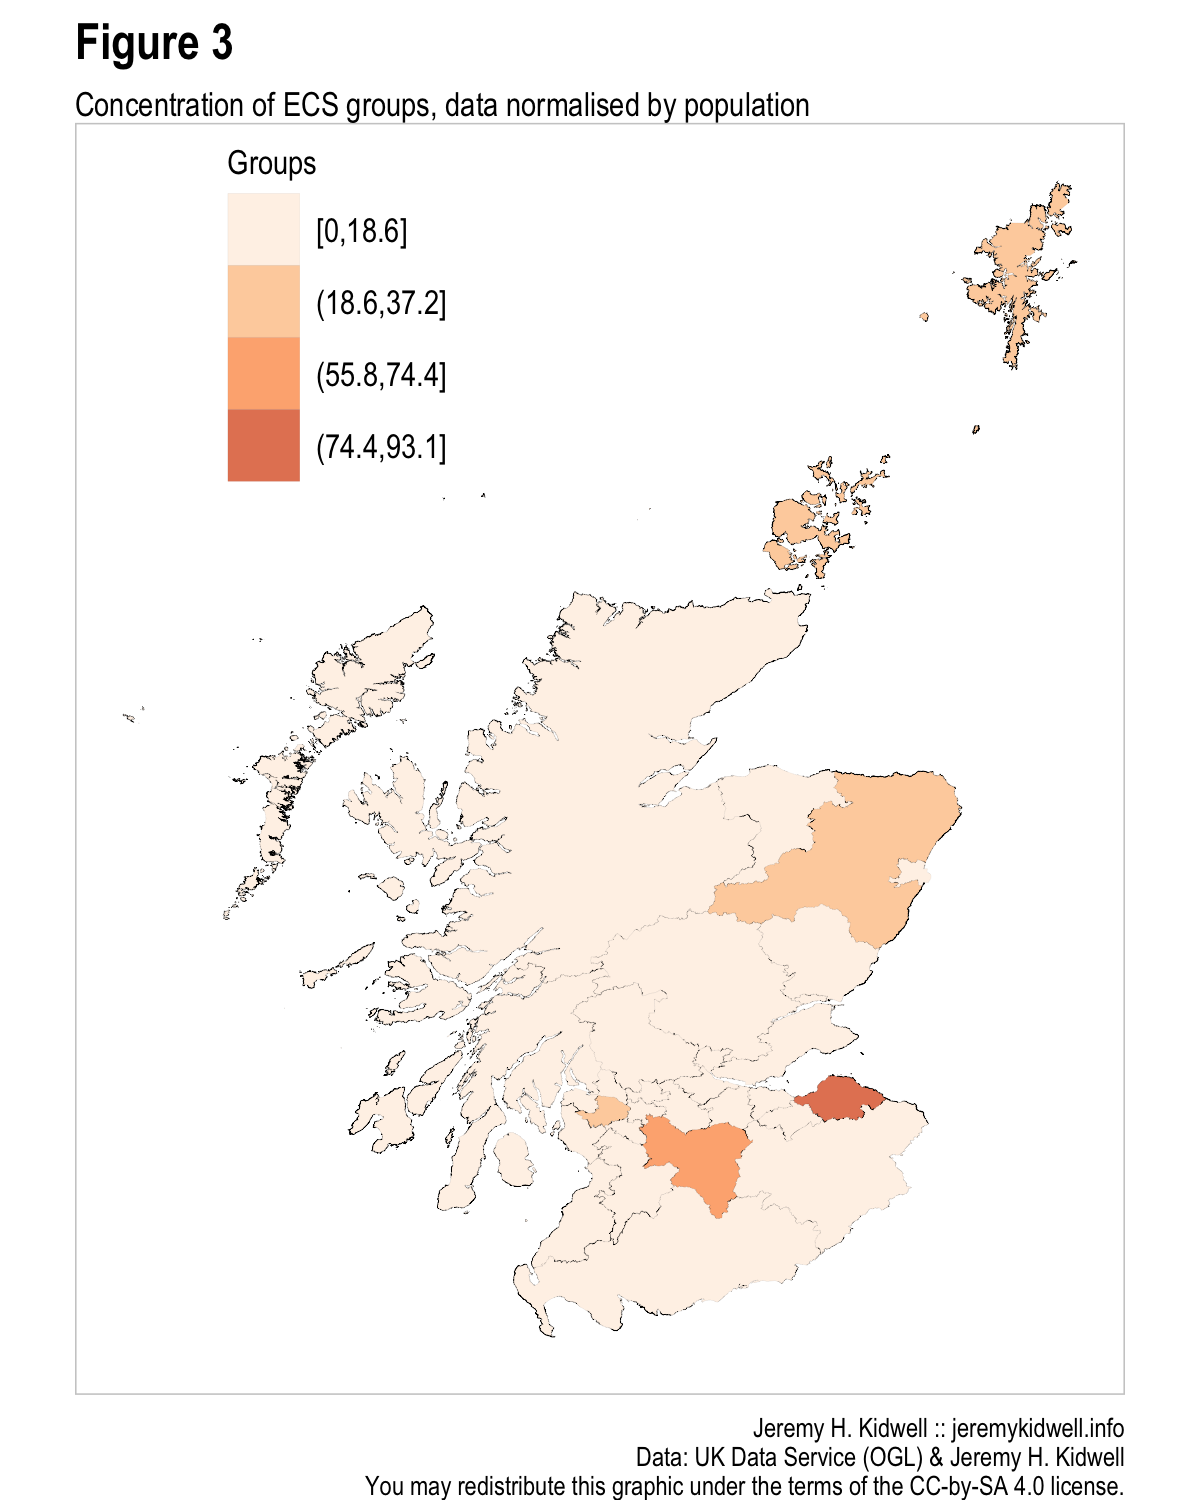 Figure 3
Concentration of ECS groups, data normalised by population
Groups
[0,18.6]
(18.6,37.2]
(55.8,74.4]
(74.4,93.1]
Jeremy H. Kidwell :: jeremykidwell.info
Data: UK Data Service (OGL) & Jeremy H. Kidwell
You may redistribute this graphic under the terms of the CC-by-SA 4.0 license.